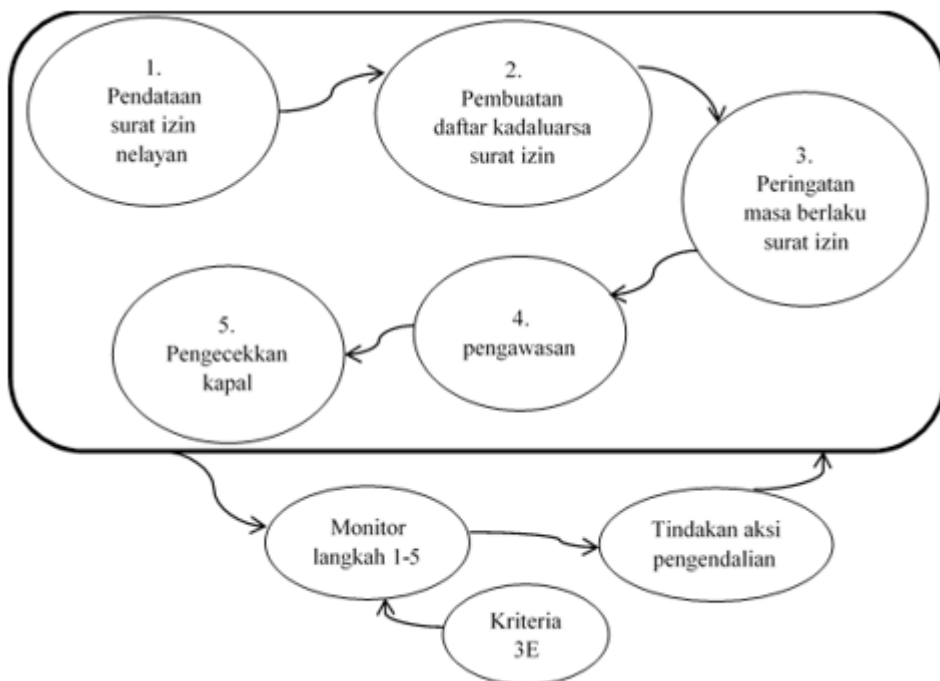 1.
Pendataan
surat izin
nelayan
2.
Pembuatan
daftar kadaluarsa
surat izin
3.
Peringatan
masa berlaku
surat izin
4.
pengawasan
5.
Pengecekkan
kapal
Monitor
langkah 1-5
Tindakan aksi
pengendalian
Kriteria
3E